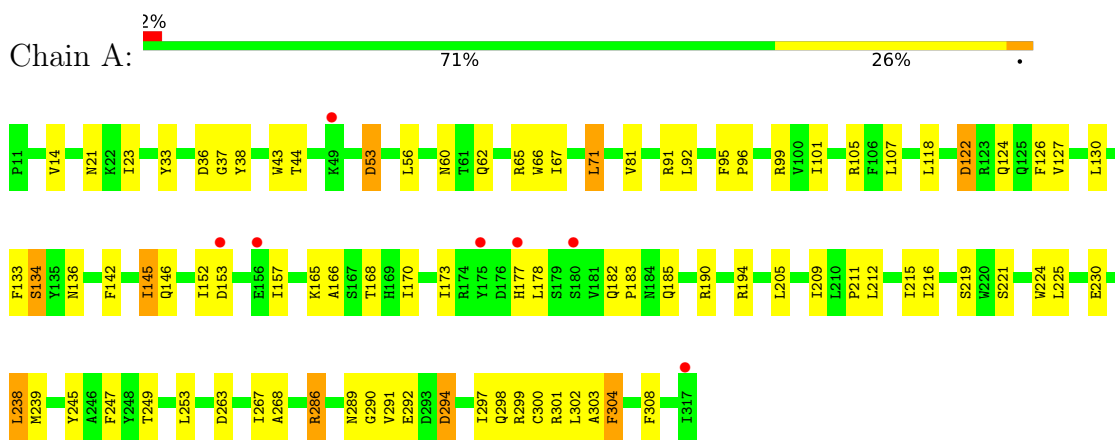 2%
Chain A:
71% 26% •
P11 V14 N21 K22 I23 Y33 D36 G37 Y38 W43 T44 K49 D53 L56 N60 T61 Q62 R65 W66 I67 L71 V81 R91 L92 F95 P96 R99 V100 I101 R105 F106 L107 L118 D122 R123 Q124 Q125 F126 V127 L130
F133 S134 Y135 N136 F142 I145 Q146 I152 D153 E156 I157 K165 A166 S167 T168 H169 I170 I173 R174 Y175 D176 H177 L178 S179 S180 V181 Q182 P183 N184 Q185 R190 R194 L205 I209 L210 P211 L212 I215 I216 S219 W220 S221 W224 L225 E230
L238 M239 Y245 A246 F247 Y248 T249 L253 D263 I267 A268 R286 N289 G290 V291 E292 D293 D294 I297 Q298 R299 C300 R301 L302 A303 F304 F308 I317